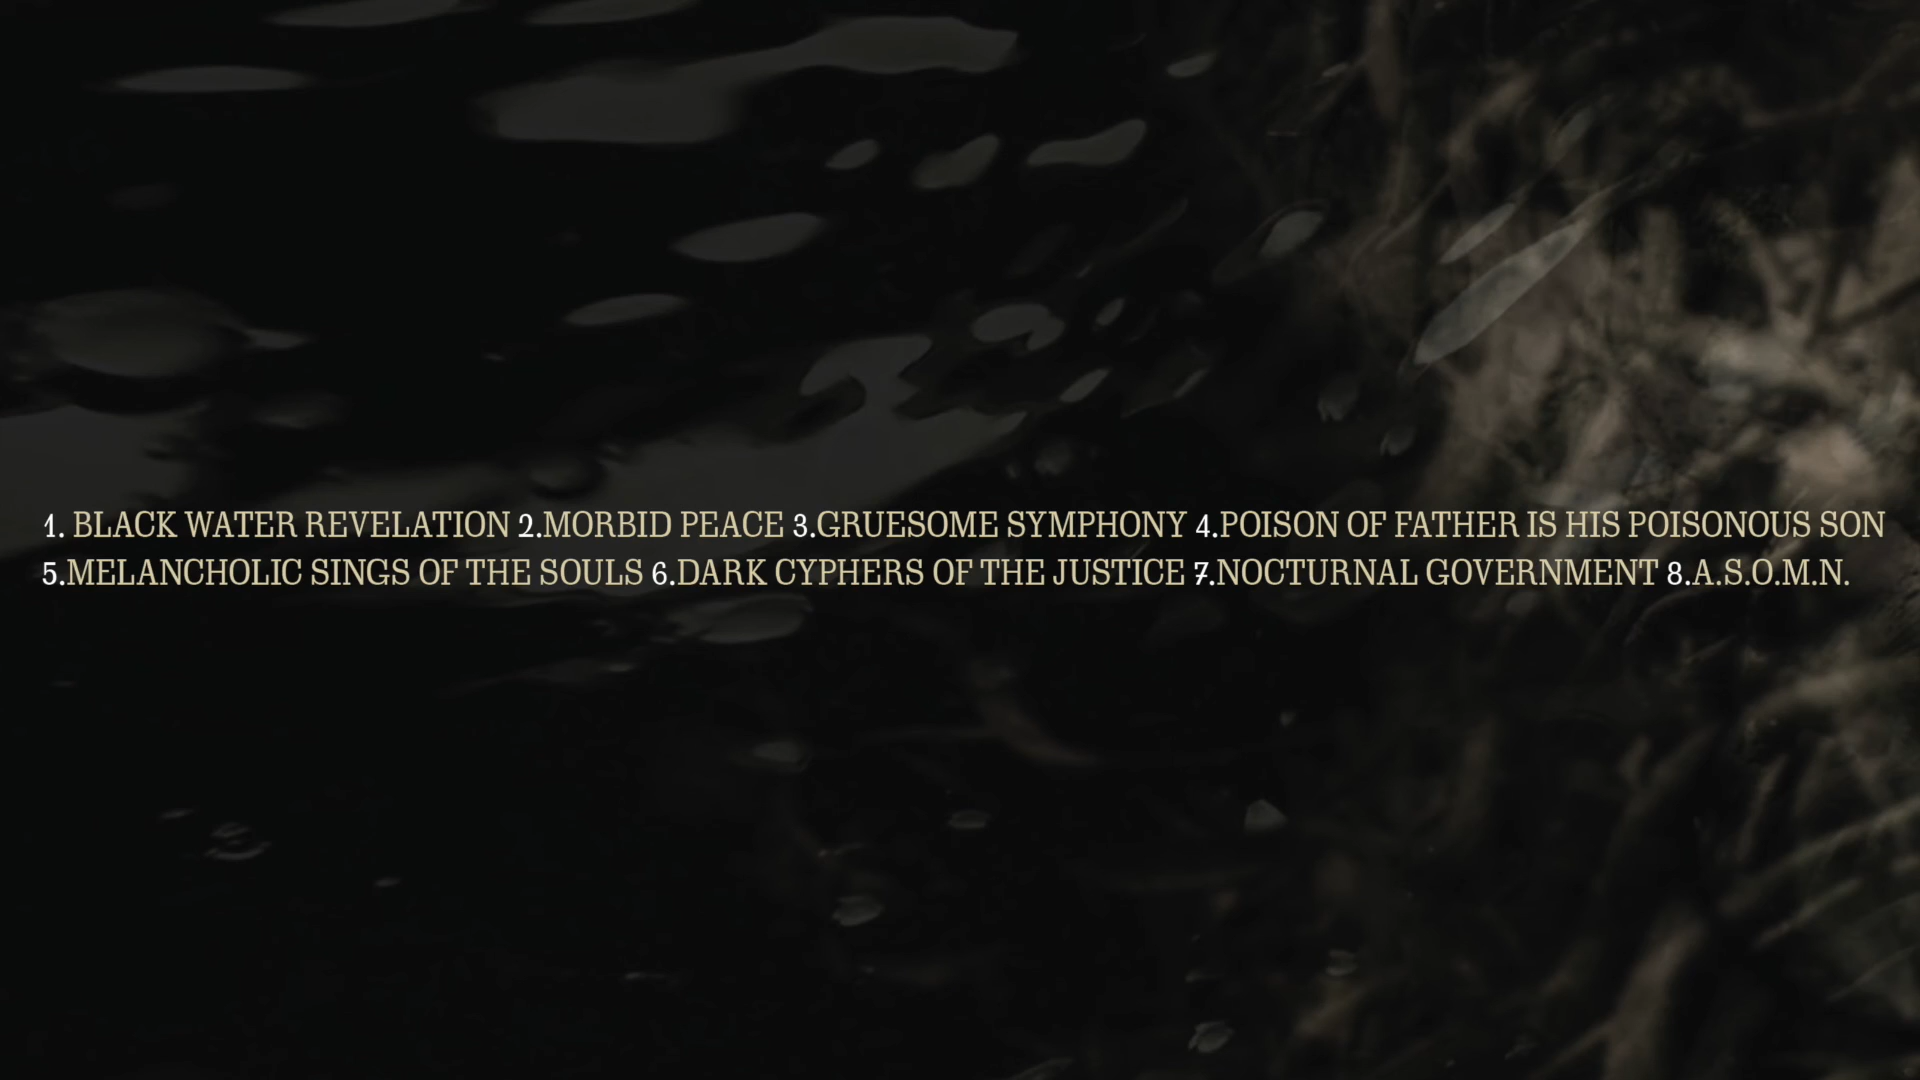 1. BLACK WATER REVELATION 2.MORBID PEACE 3.GRUESOME SYMPHONY 4.POISON OF FATHER IS HIS POISONOUS SON
5.MELANCHOLIC SINGS OF THE SOULS 6.DARK CYPHERS OF THE JUSTICE 7.NOCTURNAL GOVERNMENT 8.A.S.O.M.N.